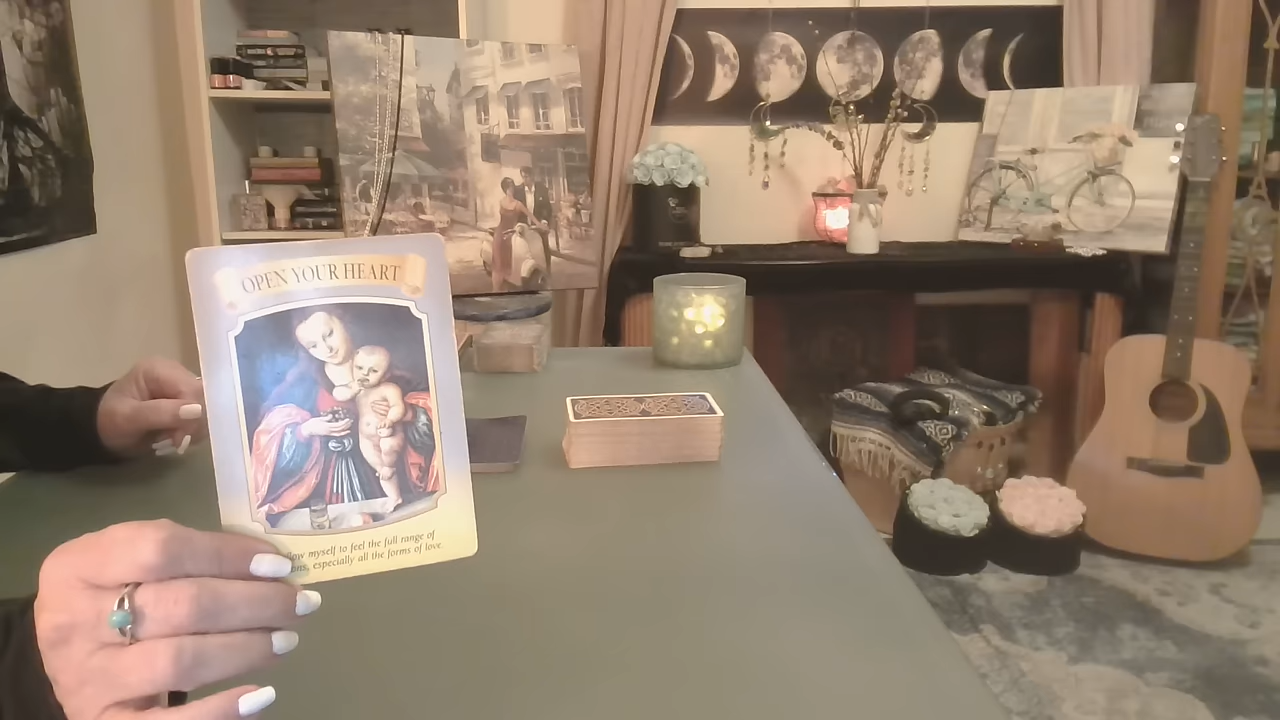 OPEN YOUR HEART
myself to feel the full range of
especially all the forms of love.